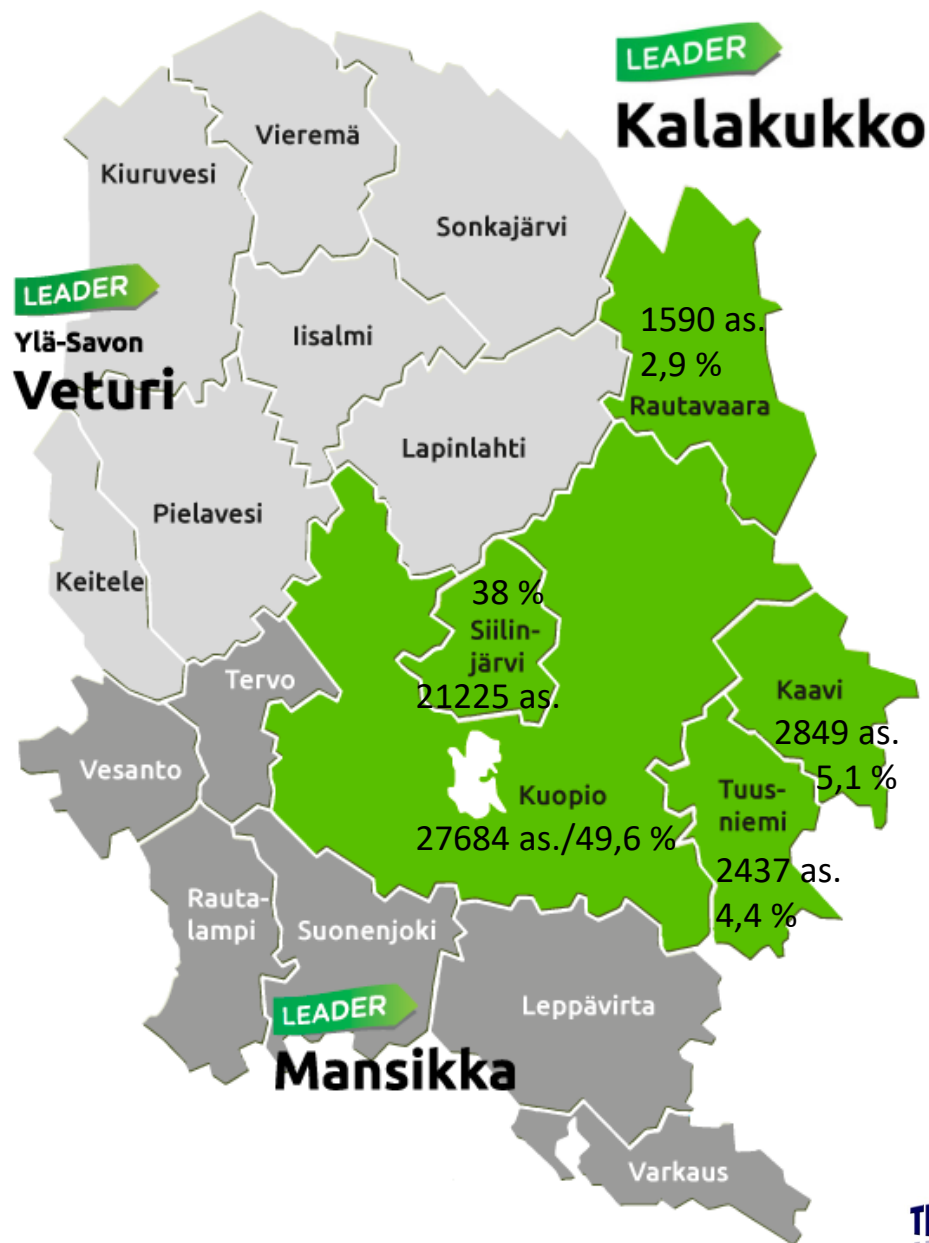 LEADER
Kalakukko
Vieremä
Kiuruvesi
Sonkajärvi
LEADER
Ylä-Savon
Veturi
Iisalmi
1590 as.
2,9 %
Rautavaara
Lapinlahti
Pielavesi
Keitele
38 %
Siilin-
järvi
21225 as.
Tervo
Kaavi
2849 as.
5,1 %
Vesanto
Kuopio
27684 as./49,6 %
Tuus-
niemi
2437 as.
4,4 %
Rauta-
lampi
Suonenjoki
LEADER
Mansikka
Leppävirta
Varkaus